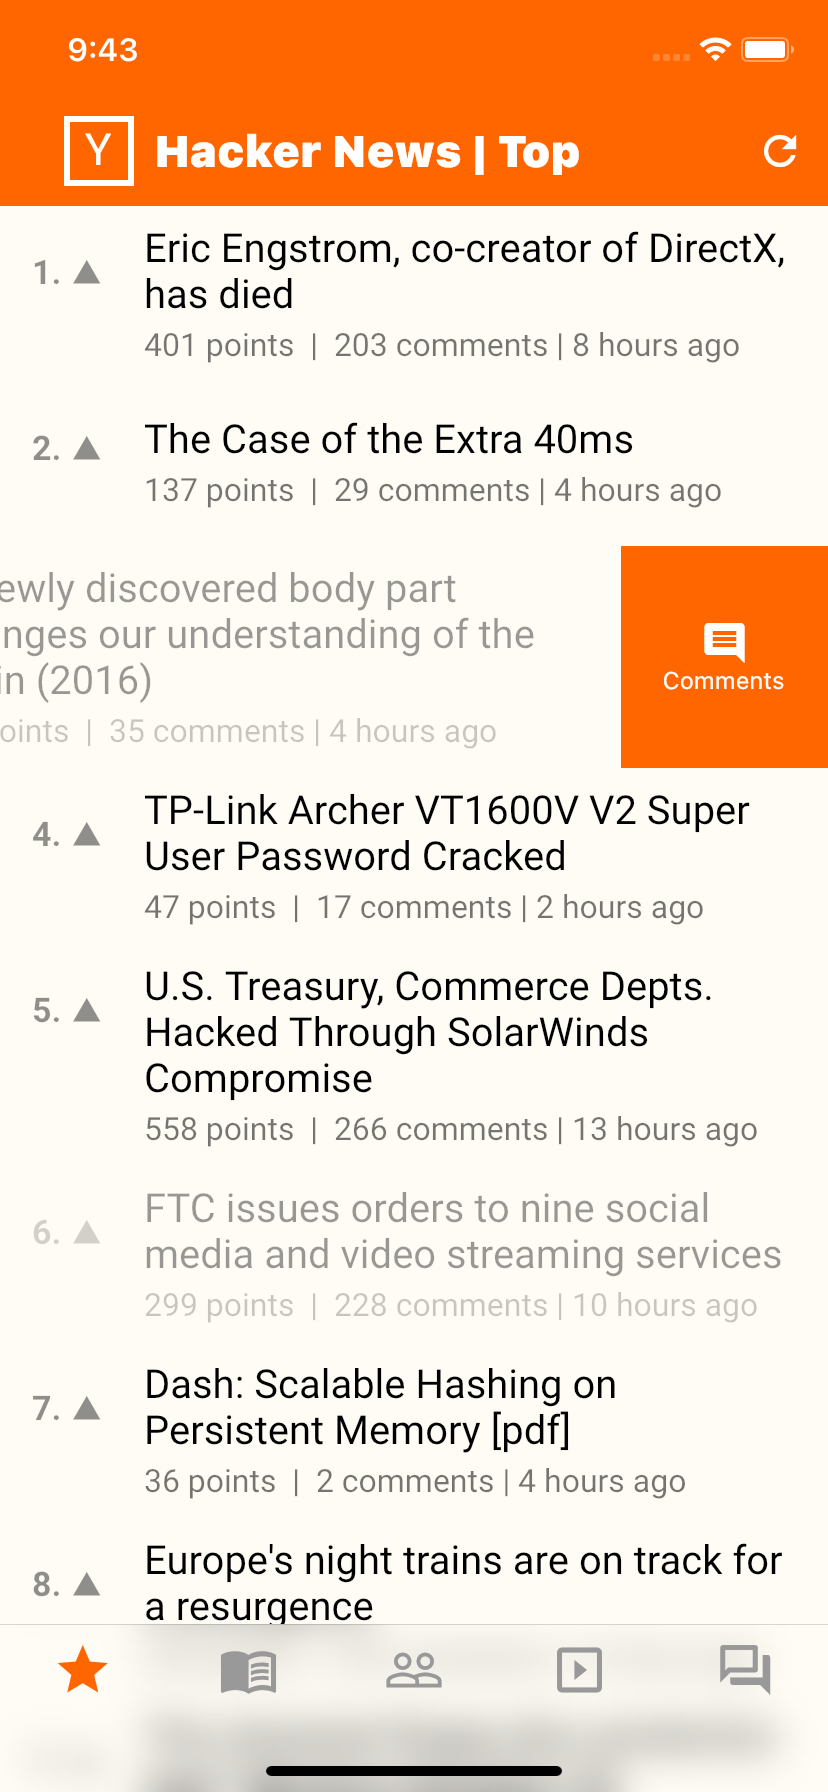 9:43
Y Hacker News | Top
1. ▲ Eric Engstrom, co-creator of DirectX,
has died
401 points | 203 comments | 8 hours ago
2. ▲ The Case of the Extra 40ms
137 points | 29 comments | 4 hours ago
ewly discovered body part
nges our understanding of the
in (2016)
oints | 35 comments | 4 hours ago
Comments
4. ▲ TP-Link Archer VT1600V V2 Super
User Password Cracked
47 points | 17 comments | 2 hours ago
5. ▲ U.S. Treasury, Commerce Depts.
Hacked Through SolarWinds
Compromise
558 points | 266 comments | 13 hours ago
6. ▲ FTC issues orders to nine social
media and video streaming services
299 points | 228 comments | 10 hours ago
7. ▲ Dash: Scalable Hashing on
Persistent Memory [pdf]
36 points | 2 comments | 4 hours ago
8. ▲ Europe's night trains are on track for
a resurgence